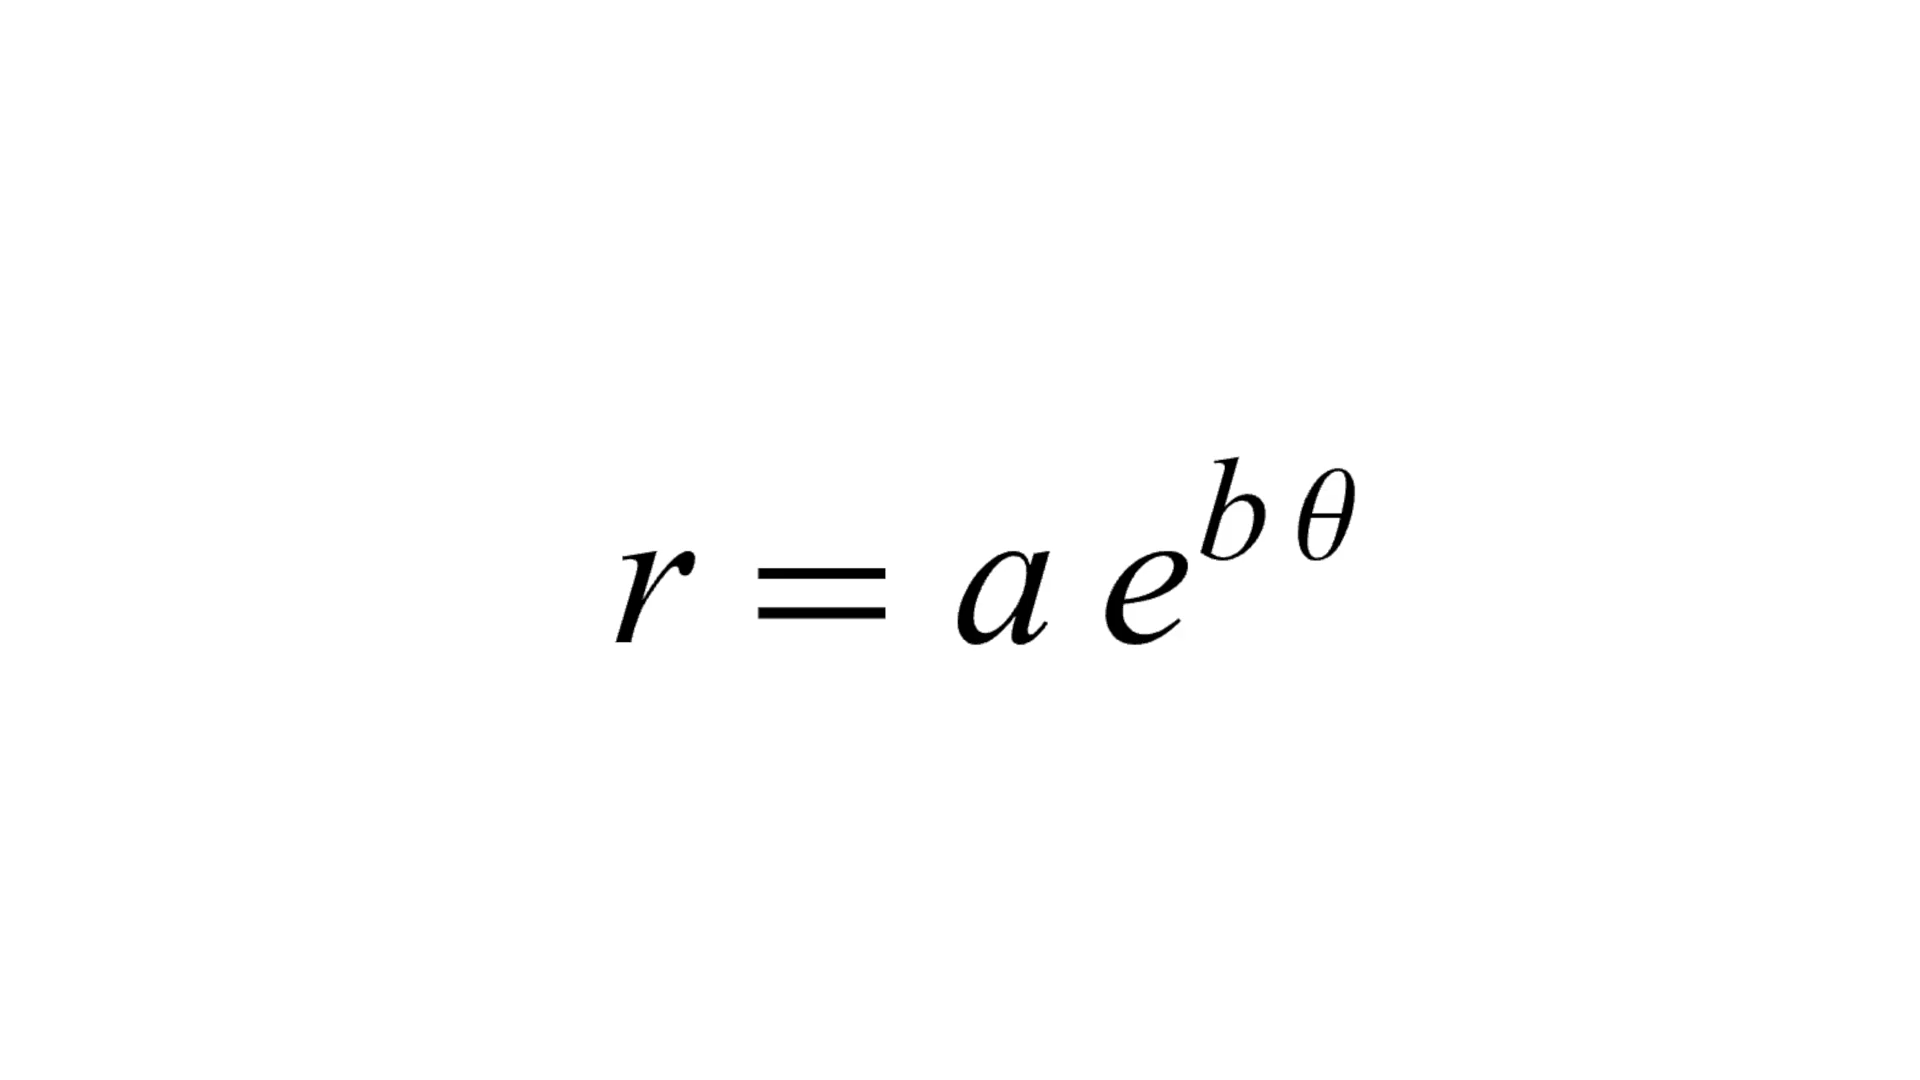 r = a e^{b θ}